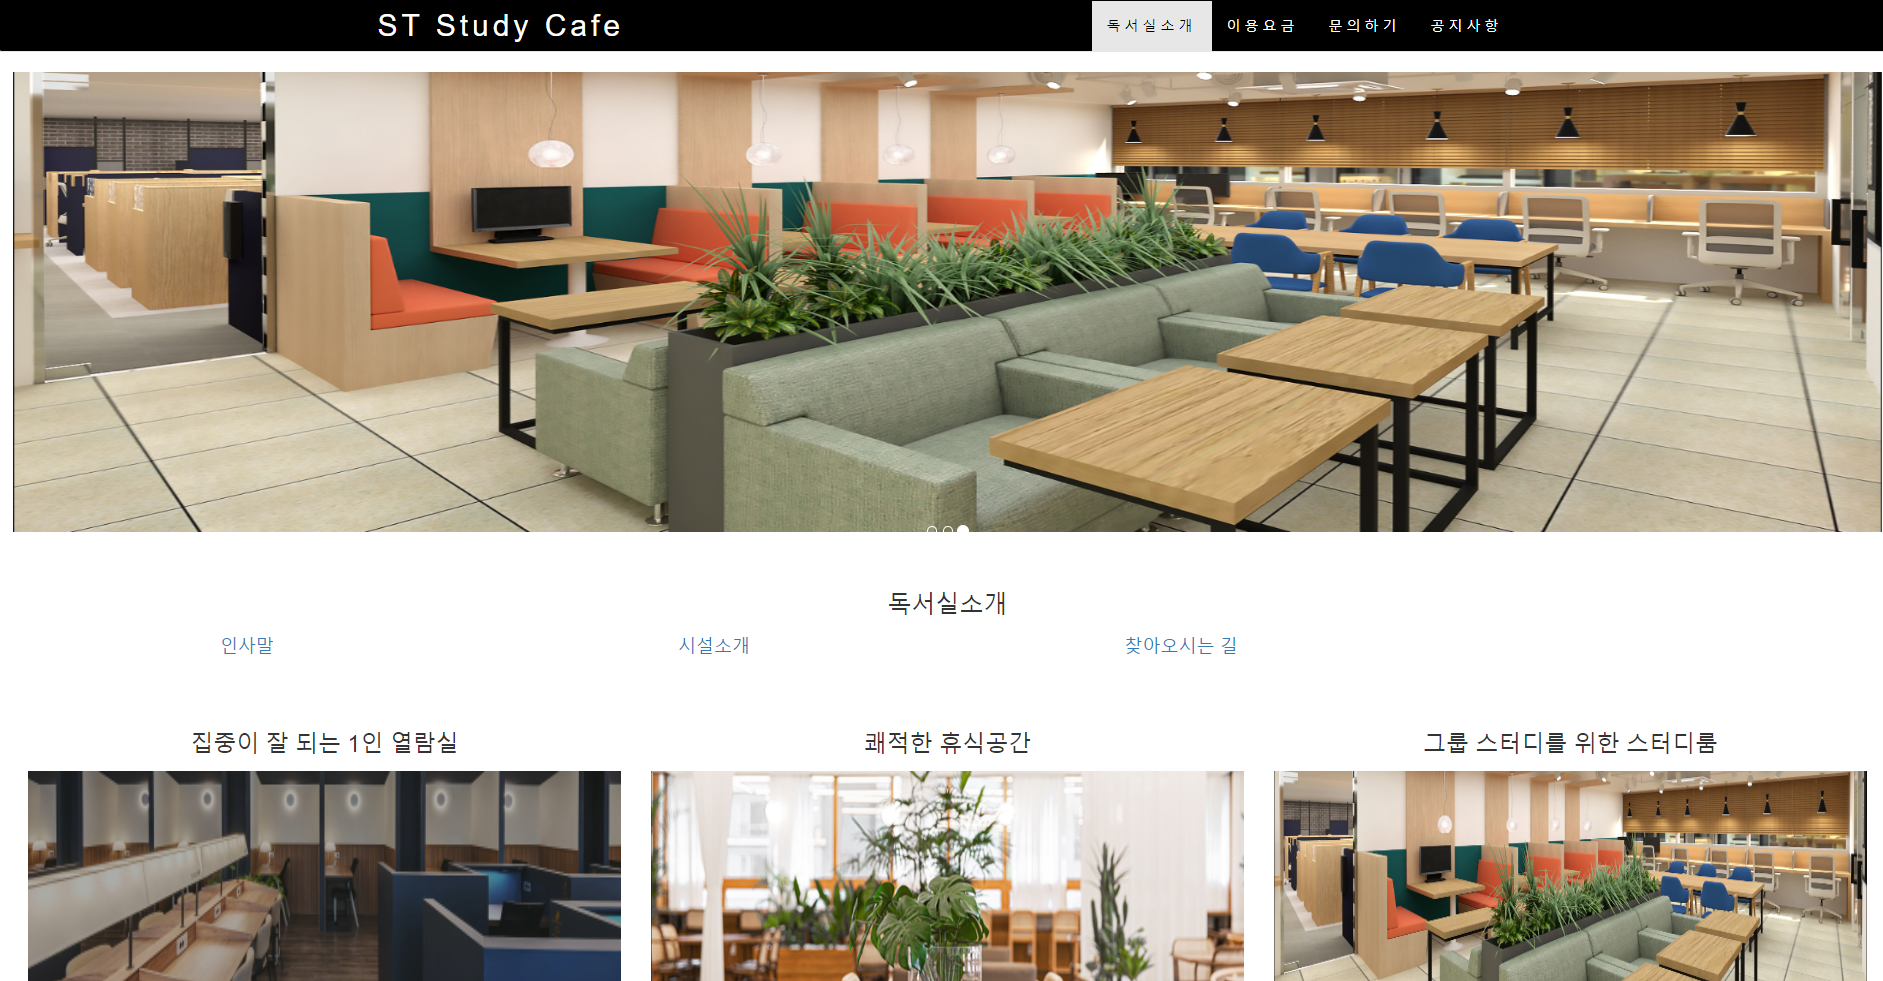 ST Study Cafe
독서실소개 이용요금 문의하기 공지사항
독서실소개
인사말 시설소개 찾아오시는 길
집중이 잘 되는 1인 열람실
쾌적한 휴식공간
그룹 스터디를 위한 스터디룸